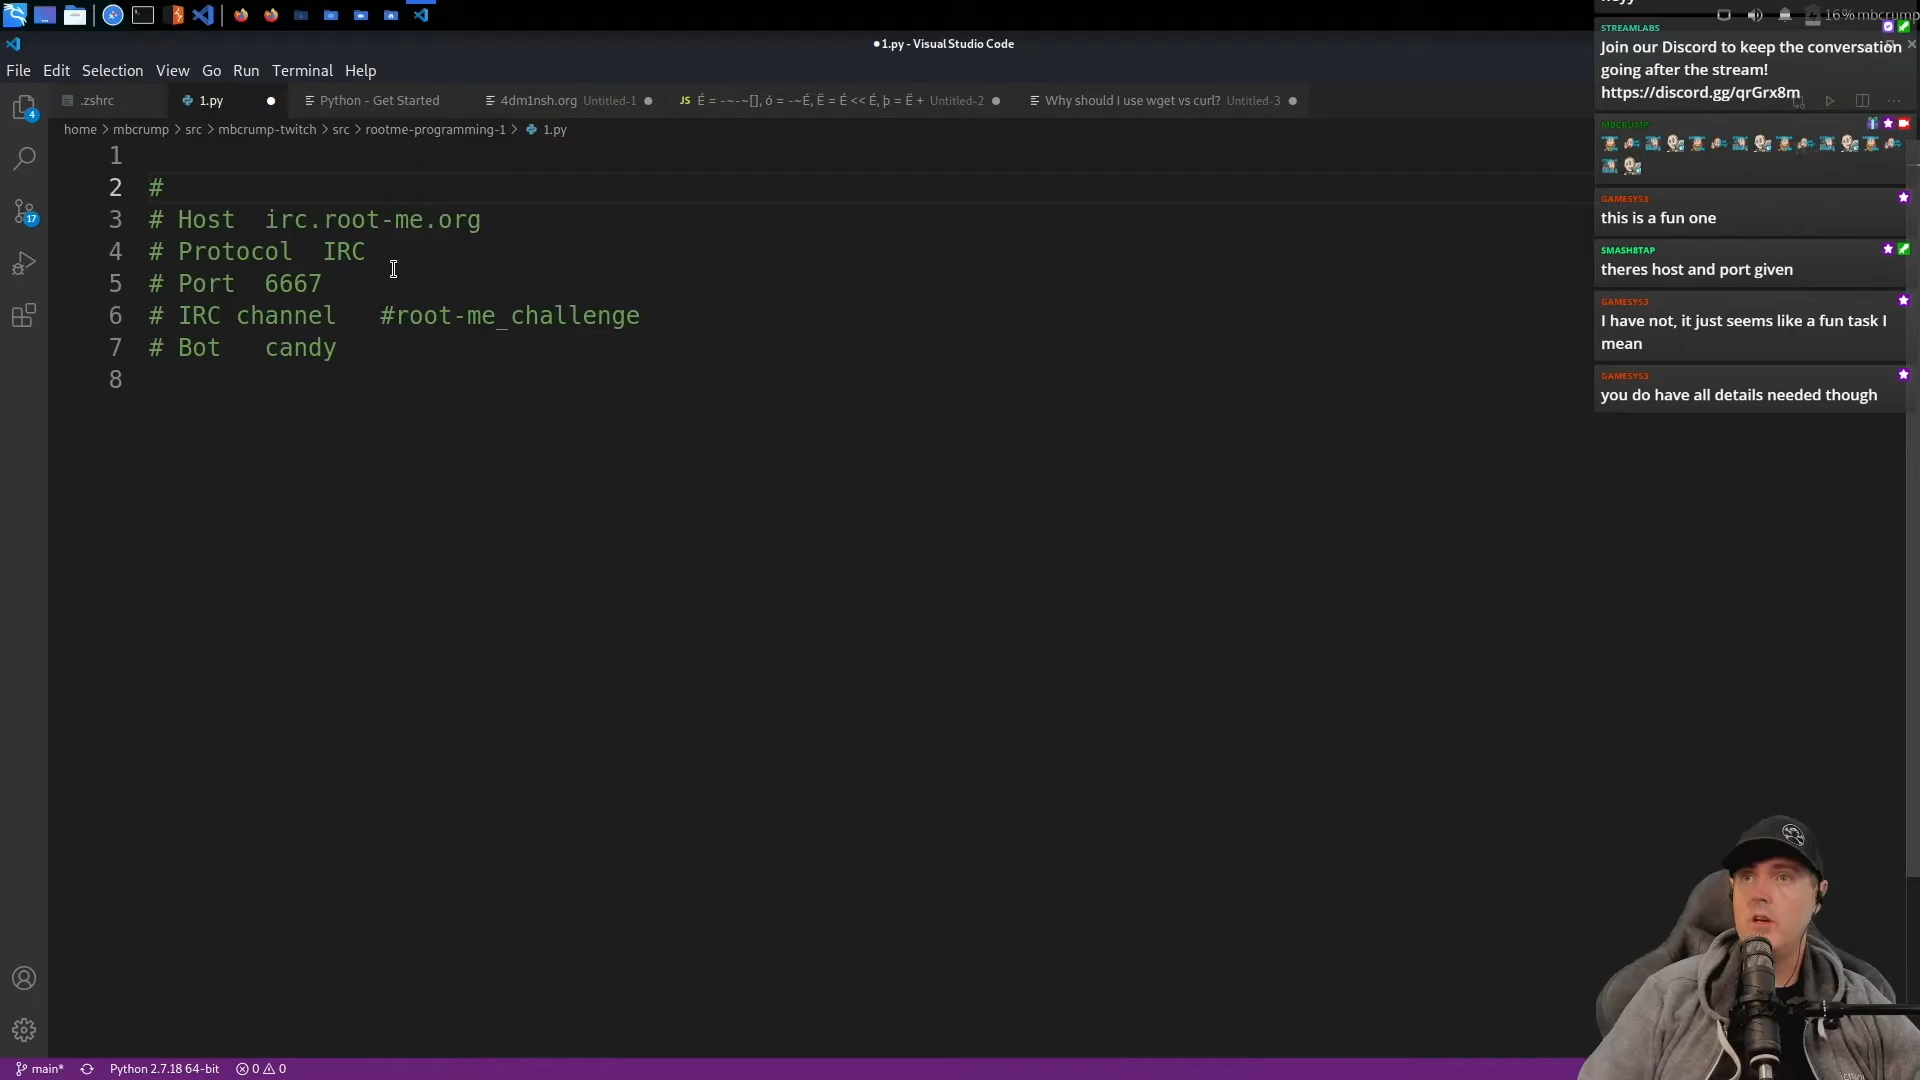 16% mbcrump
1.py - Visual Studio Code
File Edit Selection View Go Run Terminal Help
.zshrc 1.py Python - Get Started 4dm1nsh.org Untitled-1 JS É = -~-~[], ó = -~É, Ë = É << É, þ = Ë + Untitled-2 Why should I use wget vs curl? Untitled-3
home > mbcrump > src > mbcrump-twitch > src > rootme-programming-1 > 1.py
1
2 #
3 # Host irc.root-me.org
4 # Protocol IRC
5 # Port 6667
6 # IRC channel #root-me_challenge
7 # Bot candy
8
4
17
main* Python 2.7.18 64-bit 0 0
STREAMLABS
Join our Discord to keep the conversation
going after the stream!
https://discord.gg/qrGrx8m
MBCRUMP
GAMESYS3
this is a fun one
SMASH8TAP
theres host and port given
GAMESYS3
I have not, it just seems like a fun task I
mean
GAMESYS3
you do have all details needed though